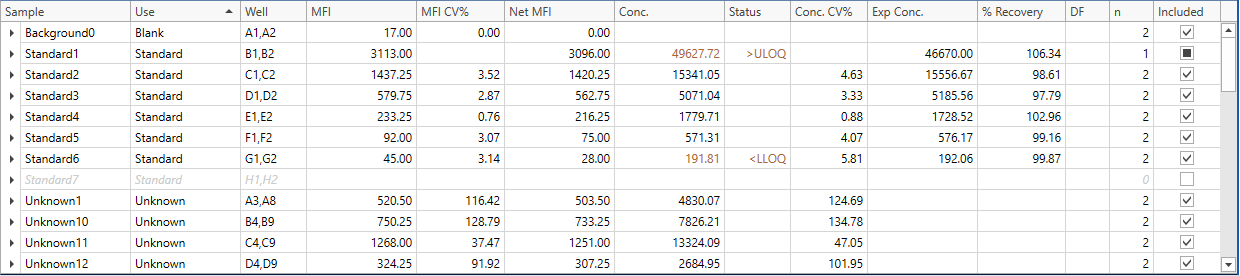 Sample Use Well MFI MFI CV% Net MFI Conc. Status Conc. CV% Exp Conc. % Recovery DF n Included
Background0 Blank A1,A2 17.00 0.00 0.00 2
Standard1 Standard B1,B2 3113.00 3096.00 49627.72 >ULOQ 46670.00 106.34 1
Standard2 Standard C1,C2 1437.25 3.52 1420.25 15341.05 4.63 15556.67 98.61 2
Standard3 Standard D1,D2 579.75 2.87 562.75 5071.04 3.33 5185.56 97.79 2
Standard4 Standard E1,E2 233.25 0.76 216.25 1779.71 0.88 1728.52 102.96 2
Standard5 Standard F1,F2 92.00 3.07 75.00 571.31 4.07 576.17 99.16 2
Standard6 Standard G1,G2 45.00 3.14 28.00 191.81 <LLOQ 5.81 192.06 99.87 2
Standard7 Standard H1,H2 0
Unknown1 Unknown A3,A8 520.50 116.42 503.50 4830.07 124.69 2
Unknown10 Unknown B4,B9 750.25 128.79 733.25 7826.21 134.78 2
Unknown11 Unknown C4,C9 1268.00 37.47 1251.00 13324.09 47.05 2
Unknown12 Unknown D4,D9 324.25 91.92 307.25 2684.95 101.95 2